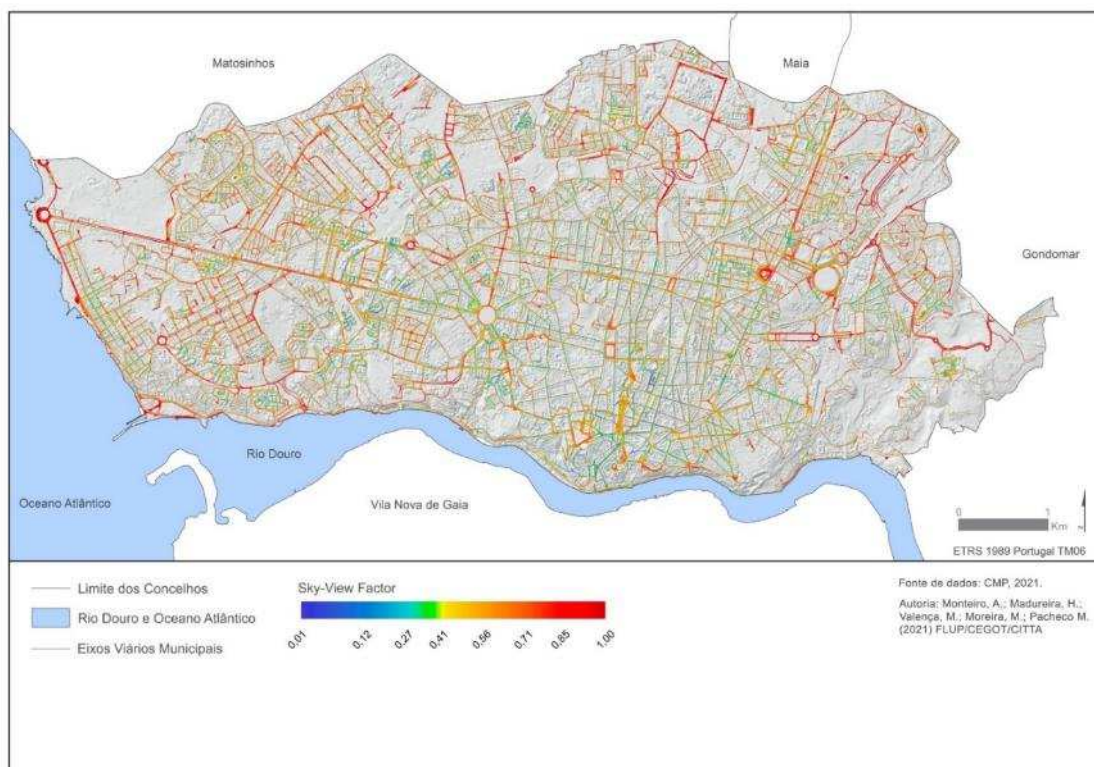 Matosinhos
Maia
Gondomar
Rio Douro
Oceano Atlântico
Vila Nova de Gaia
0 1
Km
N
ETRS 1989 Portugal TM06
Limite dos Concelhos
Rio Douro e Oceano Atlântico
Eixos Viários Municipais
Sky-View Factor
0,01 0,12 0,27 0,41 0,56 0,71 0,85 1,00
Fonte de dados: CMP, 2021.
Autoria: Monteiro, A.; Madureira, H.;
Valença, M.; Moreira, M.; Pacheco M.
(2021) FLUP/CEGOT/CITTA